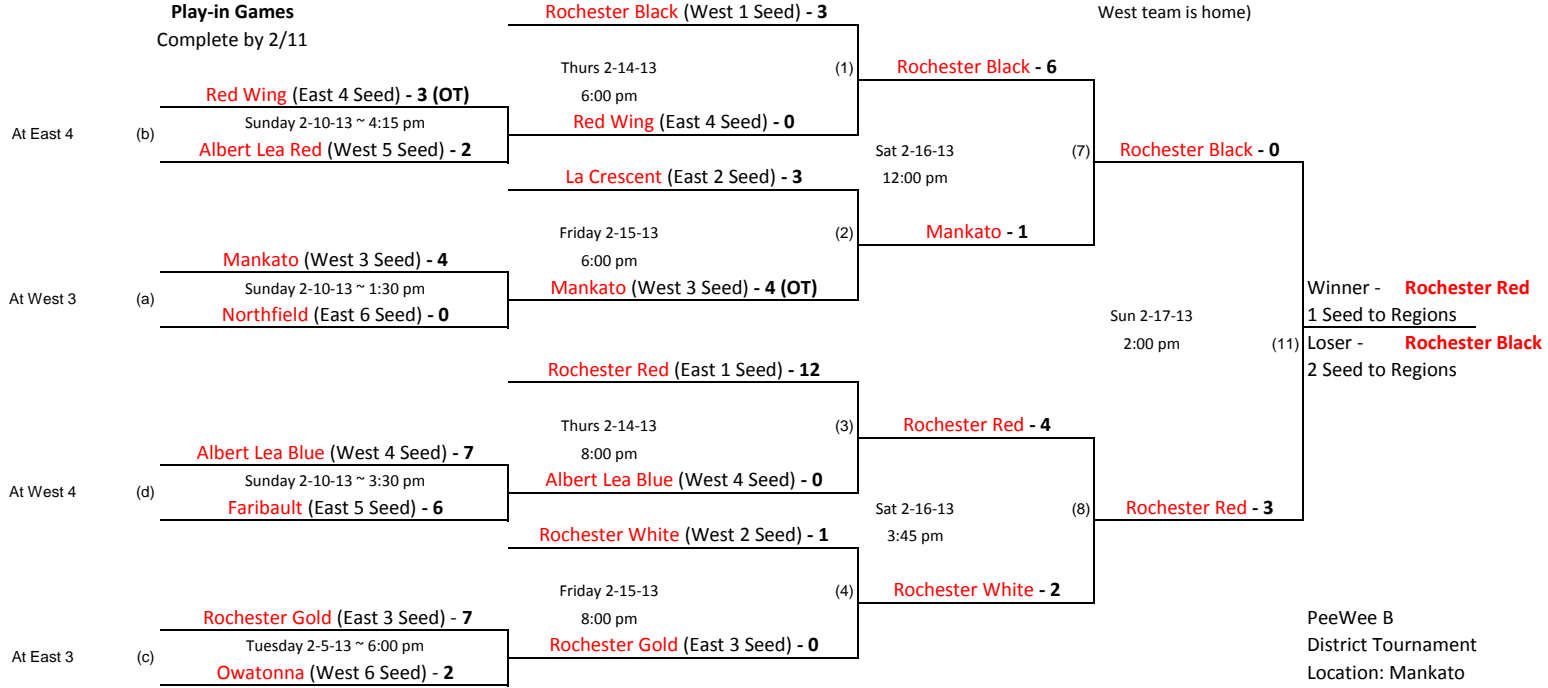 Play-in Games
Complete by 2/11
Rochester Black (West 1 Seed) - 3
West team is home)
Thurs 2-14-13
(1)
Rochester Black - 6
Red Wing (East 4 Seed) - 3 (OT)
6:00 pm
At East 4
(b)
Sunday 2-10-13 ~ 4:15 pm
Red Wing (East 4 Seed) - 0
Albert Lea Red (West 5 Seed) - 2
Sat 2-16-13
(7)
Rochester Black - 0
La Crescent (East 2 Seed) - 3
12:00 pm
Friday 2-15-13
(2)
Mankato - 1
Mankato (West 3 Seed) - 4
6:00 pm
At West 3
(a)
Sunday 2-10-13 ~ 1:30 pm
Mankato (West 3 Seed) - 4 (OT)
Winner - Rochester Red
Northfield (East 6 Seed) - 0
Sun 2-17-13
1 Seed to Regions
2:00 pm
(11)
Loser - Rochester Black
Rochester Red (East 1 Seed) - 12
2 Seed to Regions
Thurs 2-14-13
(3)
Rochester Red - 4
Albert Lea Blue (West 4 Seed) - 7
8:00 pm
At West 4
(d)
Sunday 2-10-13 ~ 3:30 pm
Albert Lea Blue (West 4 Seed) - 0
Faribault (East 5 Seed) - 6
Sat 2-16-13
(8)
Rochester Red - 3
Rochester White (West 2 Seed) - 1
3:45 pm
Friday 2-15-13
(4)
Rochester White - 2
Rochester Gold (East 3 Seed) - 7
8:00 pm
PeeWee B
At East 3
(c)
Tuesday 2-5-13 ~ 6:00 pm
Rochester Gold (East 3 Seed) - 0
District Tournament
Owatonna (West 6 Seed) - 2
Location: Mankato